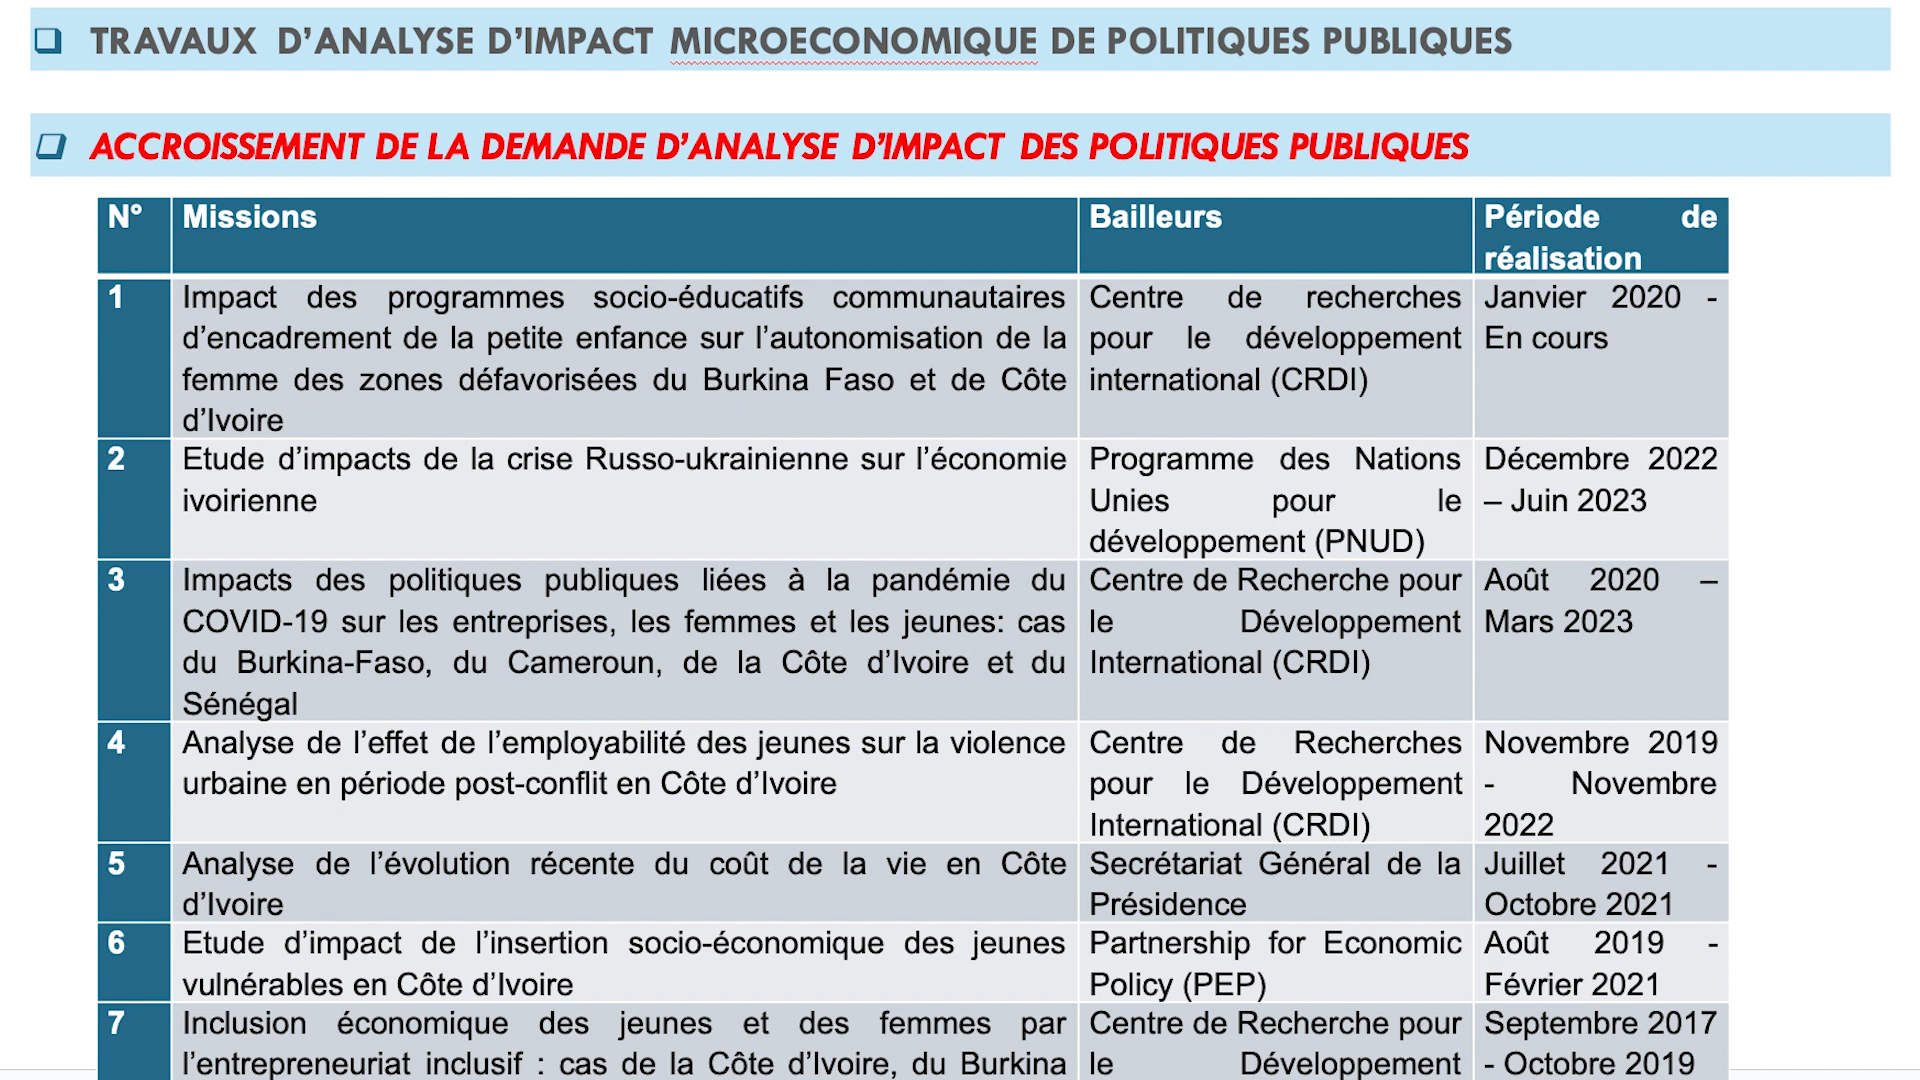 TRAVAUX D’ANALYSE D’IMPACT MICROECONOMIQUE DE POLITIQUES PUBLIQUES
ACCROISSEMENT DE LA DEMANDE D’ANALYSE D’IMPACT DES POLITIQUES PUBLIQUES
N° Missions Bailleurs Période de
réalisation
1 Impact des programmes socio-éducatifs communautaires
d’encadrement de la petite enfance sur l’autonomisation de la
femme des zones défavorisées du Burkina Faso et de Côte
d’Ivoire
Centre de recherches
pour le développement
international (CRDI)
Janvier 2020 -
En cours
2 Etude d’impacts de la crise Russo-ukrainienne sur l’économie
ivoirienne
Programme des Nations
Unies pour le
développement (PNUD)
Décembre 2022
– Juin 2023
3 Impacts des politiques publiques liées à la pandémie du
COVID-19 sur les entreprises, les femmes et les jeunes: cas
du Burkina-Faso, du Cameroun, de la Côte d’Ivoire et du
Sénégal
Centre de Recherche pour
le Développement
International (CRDI)
Août 2020 –
Mars 2023
4 Analyse de l’effet de l’employabilité des jeunes sur la violence
urbaine en période post-conflit en Côte d’Ivoire
Centre de Recherches
pour le Développement
International (CRDI)
Novembre 2019
- Novembre
2022
5 Analyse de l’évolution récente du coût de la vie en Côte
d’Ivoire
Secrétariat Général de la
Présidence
Juillet 2021 -
Octobre 2021
6 Etude d’impact de l’insertion socio-économique des jeunes
vulnérables en Côte d’Ivoire
Partnership for Economic
Policy (PEP)
Août 2019 -
Février 2021
7 Inclusion économique des jeunes et des femmes par
l’entrepreneuriat inclusif : cas de la Côte d’Ivoire, du Burkina
Centre de Recherche pour
le Développement
Septembre 2017
- Octobre 2019